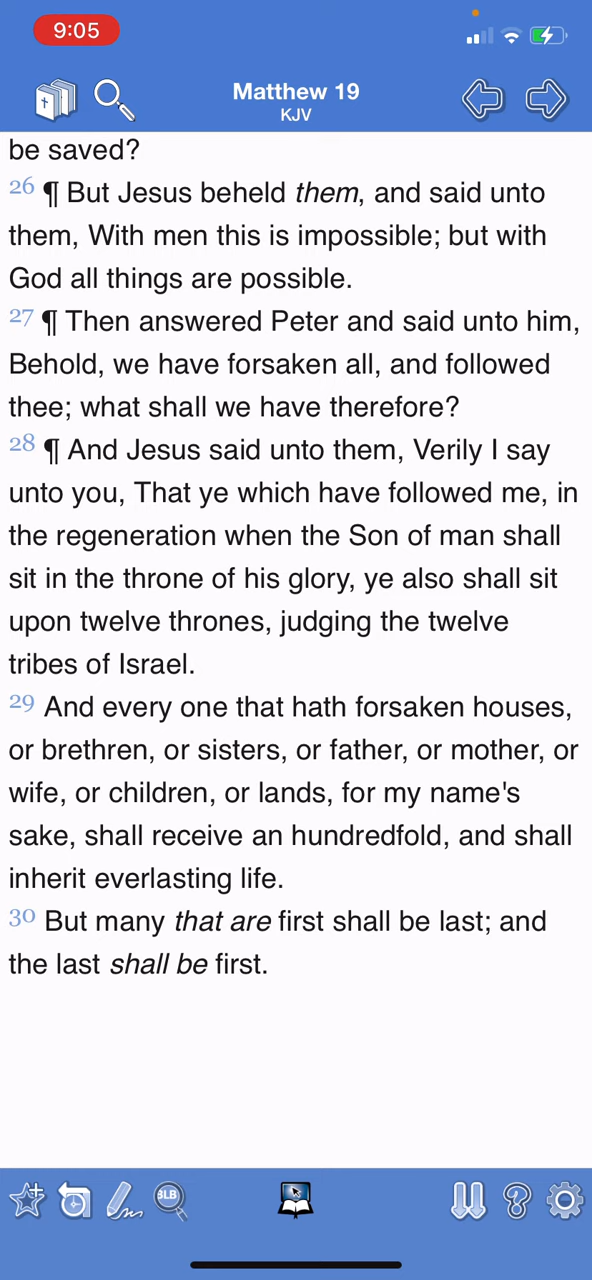 9:05
Matthew 19
KJV
be saved?
26 ¶ But Jesus beheld them, and said unto
them, With men this is impossible; but with
God all things are possible.
27 ¶ Then answered Peter and said unto him,
Behold, we have forsaken all, and followed
thee; what shall we have therefore?
28 ¶ And Jesus said unto them, Verily I say
unto you, That ye which have followed me, in
the regeneration when the Son of man shall
sit in the throne of his glory, ye also shall sit
upon twelve thrones, judging the twelve
tribes of Israel.
29 And every one that hath forsaken houses,
or brethren, or sisters, or father, or mother, or
wife, or children, or lands, for my name's
sake, shall receive an hundredfold, and shall
inherit everlasting life.
30 But many that are first shall be last; and
the last shall be first.
BLB